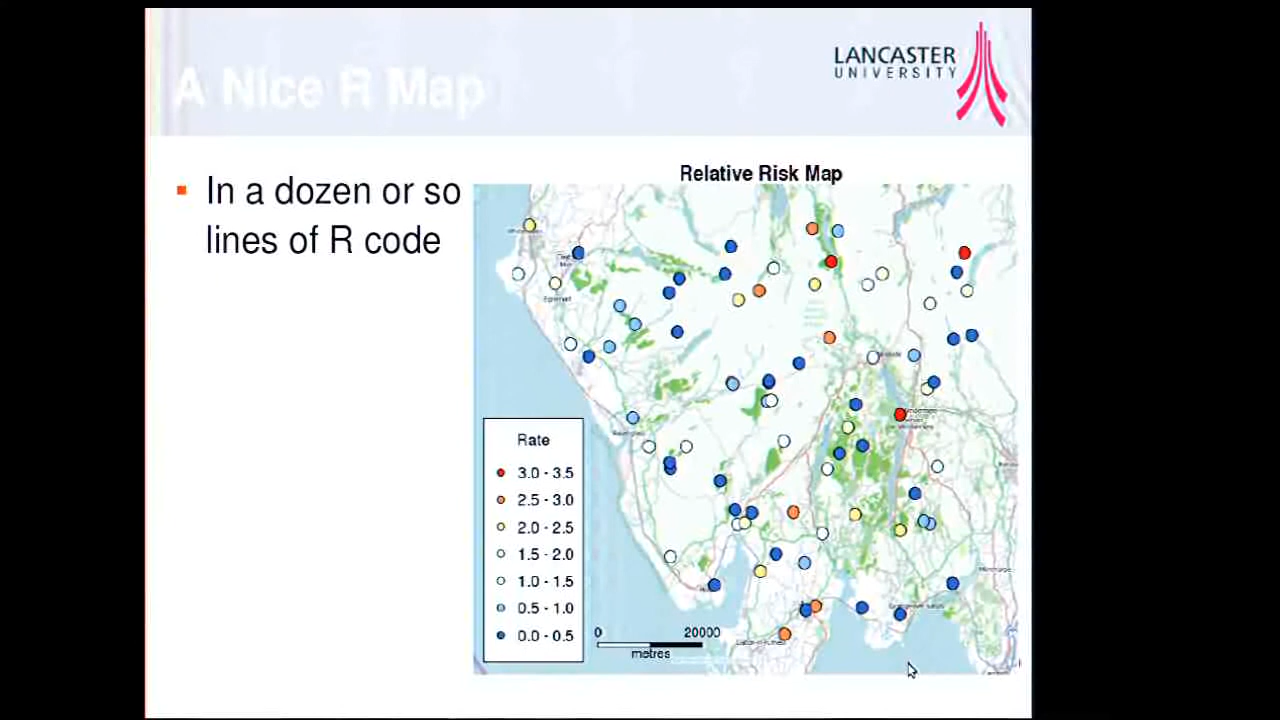 A Nice R Map
LANCASTER
UNIVERSITY
▪ In a dozen or so
lines of R code
Relative Risk Map
Rate
3.0 - 3.5
2.5 - 3.0
2.0 - 2.5
1.5 - 2.0
1.0 - 1.5
0.5 - 1.0
0.0 - 0.5
0 20000
metres
Egremont